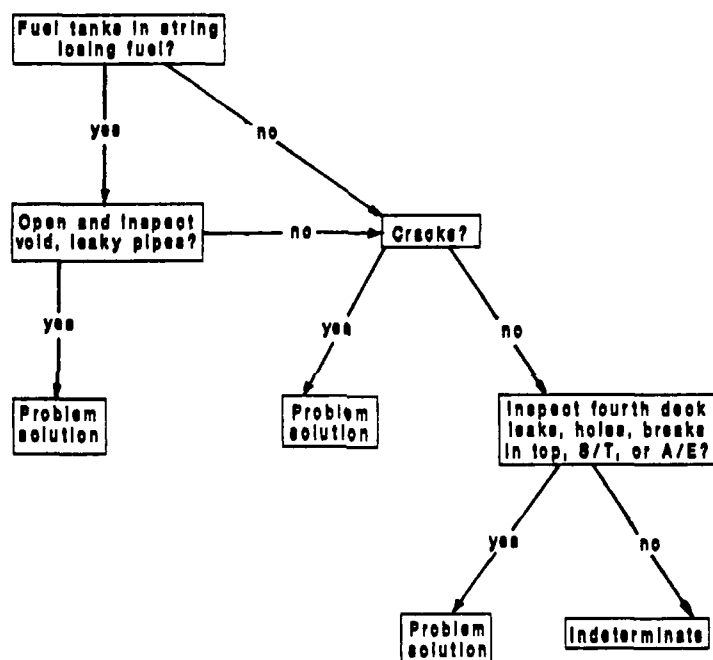 Fuel tanks in string
losing fuel?
yes
no
Open and inspect
void, leaky pipes?
no
Cracks?
yes
yes
no
Problem
solution
Problem
solution
Inspect fourth deck
leaks, holes, breaks
in top, S/T, or A/E?
yes
no
Problem
solution
Indeterminate